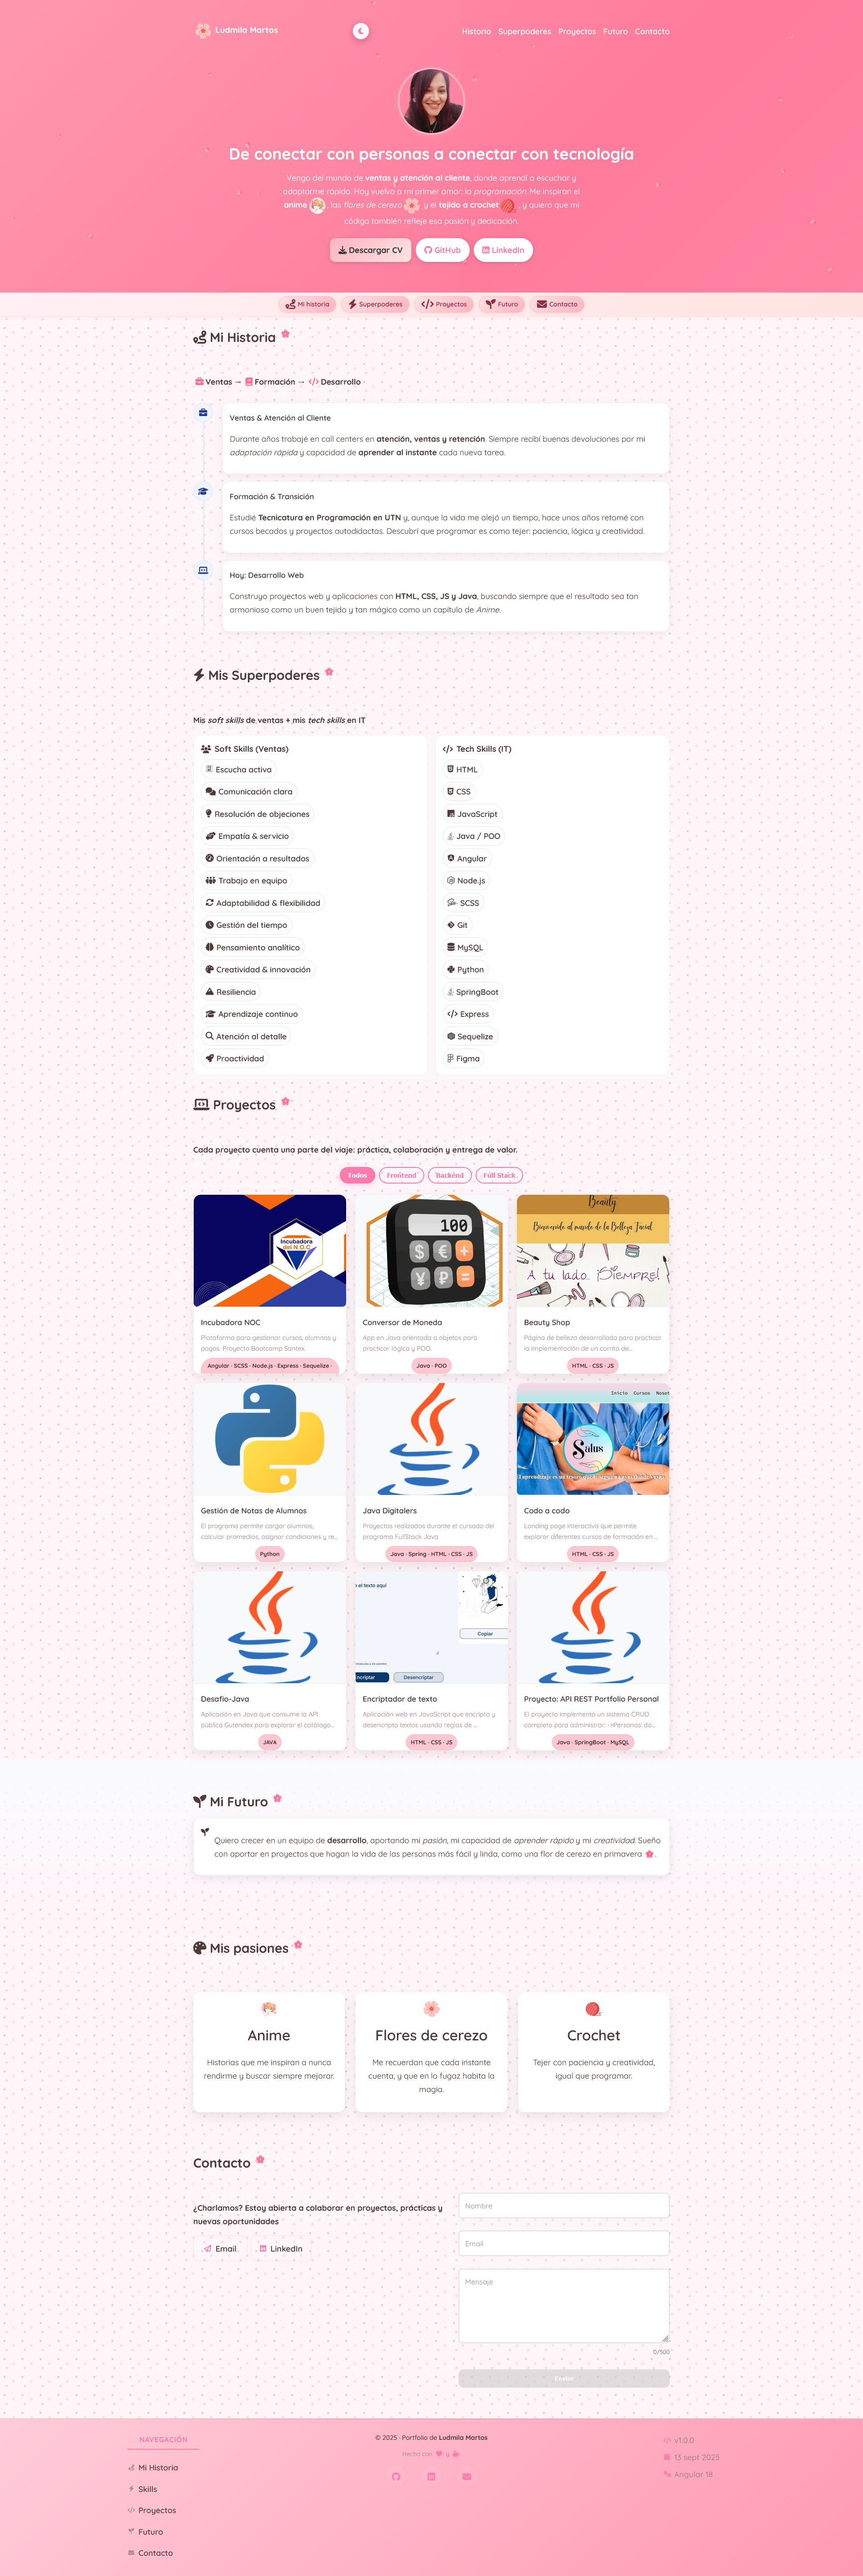 Ludmila Martos
Historia Superpoderes Proyectos Futuro Contacto
De conectar con personas a conectar con tecnología
Vengo del mundo de ventas y atención al cliente, donde aprendí a escuchar y
adaptarme rápido. Hoy vuelvo a mi primer amor: la programación. Me inspiran el
anime , las flores de cerezo y el tejido a crochet , y quiero que mi
código también refleje esa pasión y dedicación.
Descargar CV GitHub LinkedIn
Mi historia Superpoderes Proyectos Futuro Contacto
Mi Historia
Ventas → Formación → Desarrollo
Ventas & Atención al Cliente
Durante años trabajé en call centers en atención, ventas y retención. Siempre recibí buenas devoluciones por mi
adaptación rápida y capacidad de aprender al instante cada nueva tarea.
Formación & Transición
Estudié Tecnicatura en Programación en UTN y, aunque la vida me alejó un tiempo, hace unos años retomé con
cursos becados y proyectos autodidactas. Descubrí que programar es como tejer: paciencia, lógica y creatividad.
Hoy: Desarrollo Web
Construyo proyectos web y aplicaciones con HTML, CSS, JS y Java, buscando siempre que el resultado sea tan
armonioso como un buen tejido y tan mágico como un capítulo de Anime.
Mis Superpoderes
Mis soft skills de ventas + mis tech skills en IT
Soft Skills (Ventas)
Escucha activa
Comunicación clara
Resolución de objeciones
Empatía & servicio
Orientación a resultados
Trabajo en equipo
Adaptabilidad & flexibilidad
Gestión del tiempo
Pensamiento analítico
Creatividad & innovación
Resiliencia
Aprendizaje continuo
Atención al detalle
Proactividad
Tech Skills (IT)
HTML
CSS
JavaScript
Java / POO
Angular
Node.js
SCSS
Git
MySQL
Python
SpringBoot
Express
Sequelize
Figma
Proyectos
Cada proyecto cuenta una parte del viaje: práctica, colaboración y entrega de valor.
Todos Frontend Backend Full Stack
Incubadora
del N.O.C
Incubadora NOC
Plataforma para gestionar cursos, alumnos y
pagos. Proyecto Bootcamp Santex.
Angular · SCSS · Node.js · Express · Sequelize ·
100
$ €
¥ ₽
Conversor de Moneda
App en Java orientada a objetos para
practicar lógica y POO.
Java · POO
Beauty
Bienvenido al mundo de la Belleza Facial
A tu lado.. ¡Siempre!
Beauty Shop
Página de belleza desarrollada para practicar
la implementación de un carrito de...
HTML · CSS · JS
Gestión de Notas de Alumnos
El programa permite cargar alumnos,
calcular promedios, asignar condiciones y re...
Python
Java Digitalers
Proyectos realizados durante el cursado del
programa FullStack Java
Java · Spring · HTML · CSS · JS
Inicio Cursos
Salus
Codo a codo
Landing page interactiva que permite
explorar diferentes cursos de formación en ...
HTML · CSS · JS
Desafio-Java
Aplicación en Java que consume la API
pública Gutendex para explorar el catálogo...
JAVA
el texto aquí
Copiar
Desencriptar
Encriptador de texto
Aplicación web en JavaScript que encripta y
desencripta textos usando reglas de ...
HTML · CSS · JS
Proyecto: API REST Portfolio Personal
El proyecto implementa un sistema CRUD
completo para administrar: ->Personas: da...
Java · SpringBoot · MySQL
Mi Futuro
Quiero crecer en un equipo de desarrollo, aportando mi pasión, mi capacidad de aprender rápido y mi creatividad. Sueño
con aportar en proyectos que hagan la vida de las personas más fácil y linda, como una flor de cerezo en primavera .
Mis pasiones
Anime
Historias que me inspiran a nunca
rendirme y buscar siempre mejorar.
Flores de cerezo
Me recuerdan que cada instante
cuenta, y que en lo fugaz habita la
magia.
Crochet
Tejer con paciencia y creatividad,
igual que programar.
Contacto
¿Charlamos? Estoy abierta a colaborar en proyectos, prácticas y
nuevas oportunidades
Email LinkedIn
Nombre
Email
Mensaje
0/500
Enviar
NAVEGACIÓN
Mi Historia
Skills
Proyectos
Futuro
Contacto
© 2025 · Portfolio de Ludmila Martos
Hecho con y
v1.0.0
13 sept 2025
Angular 18